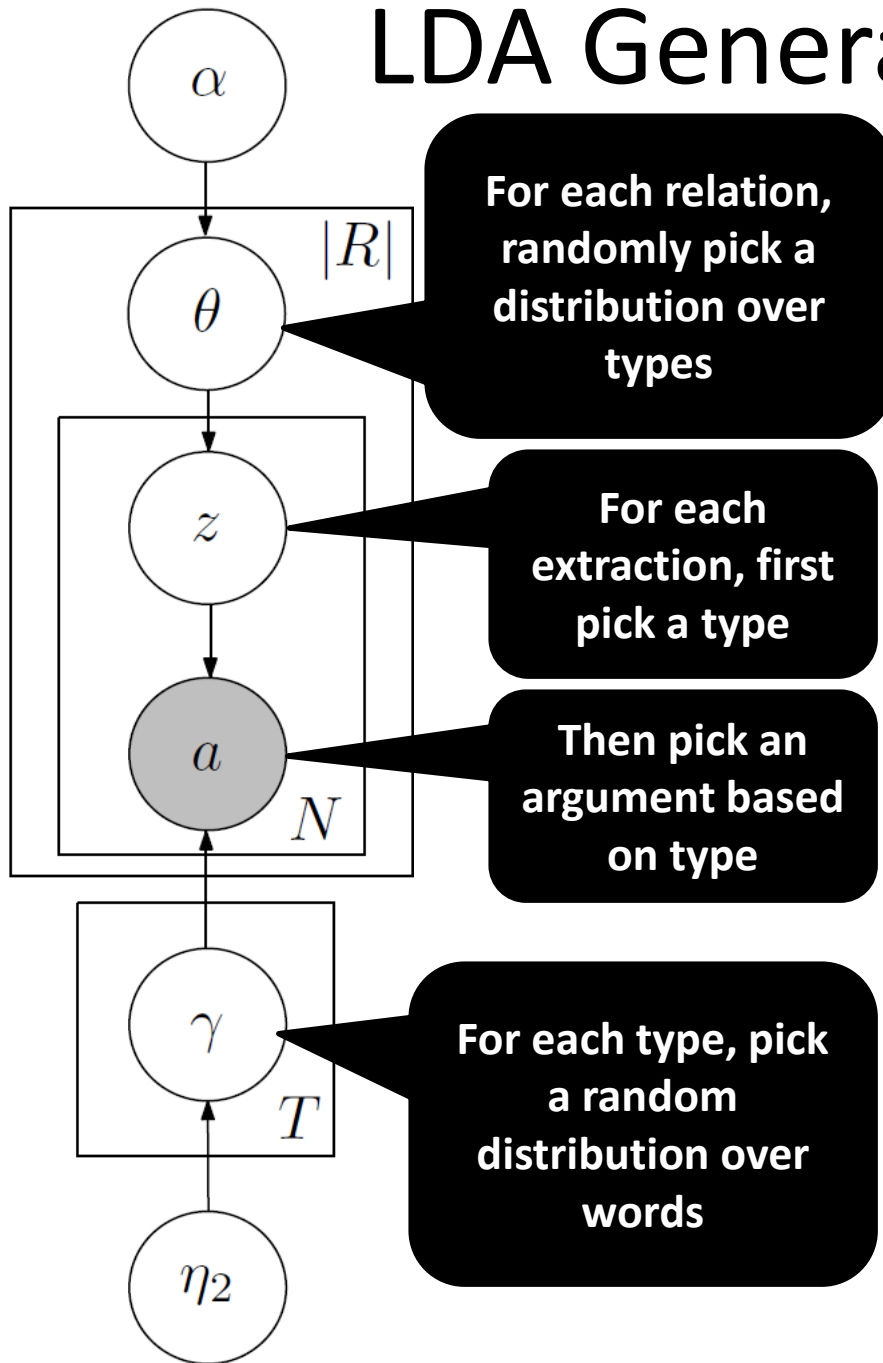 LDA Genera
α
|R|
θ
For each relation,
randomly pick a
distribution over
types
z
For each
extraction, first
pick a type
a
N
Then pick an
argument based
on type
γ
T
For each type, pick
a random
distribution over
words
η₂